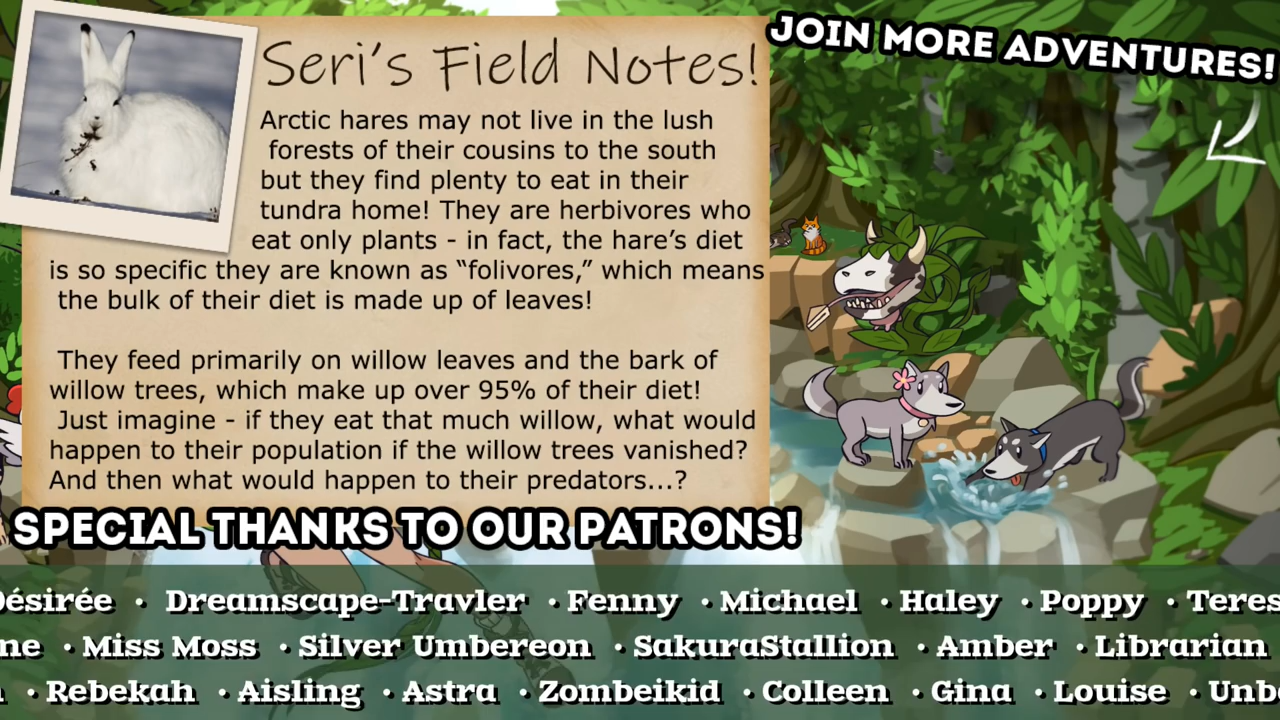 Seri's Field Notes!
JOIN MORE ADVENTURES!
Arctic hares may not live in the lush
forests of their cousins to the south
but they find plenty to eat in their
tundra home! They are herbivores who
eat only plants - in fact, the hare's diet
is so specific they are known as “folivores,” which means
the bulk of their diet is made up of leaves!
They feed primarily on willow leaves and the bark of
willow trees, which make up over 95% of their diet!
Just imagine - if they eat that much willow, what would
happen to their population if the willow trees vanished?
And then what would happen to their predators...?
SPECIAL THANKS TO OUR PATRONS!
Désirée · Dreamscape-Travler · Fenny · Michael · Haley · Poppy · Teres
ne · Miss Moss · Silver Umbereon · SakuraStallion · Amber · Librarian
· Rebekah · Aisling · Astra · Zombeikid · Colleen · Gina · Louise · Unb